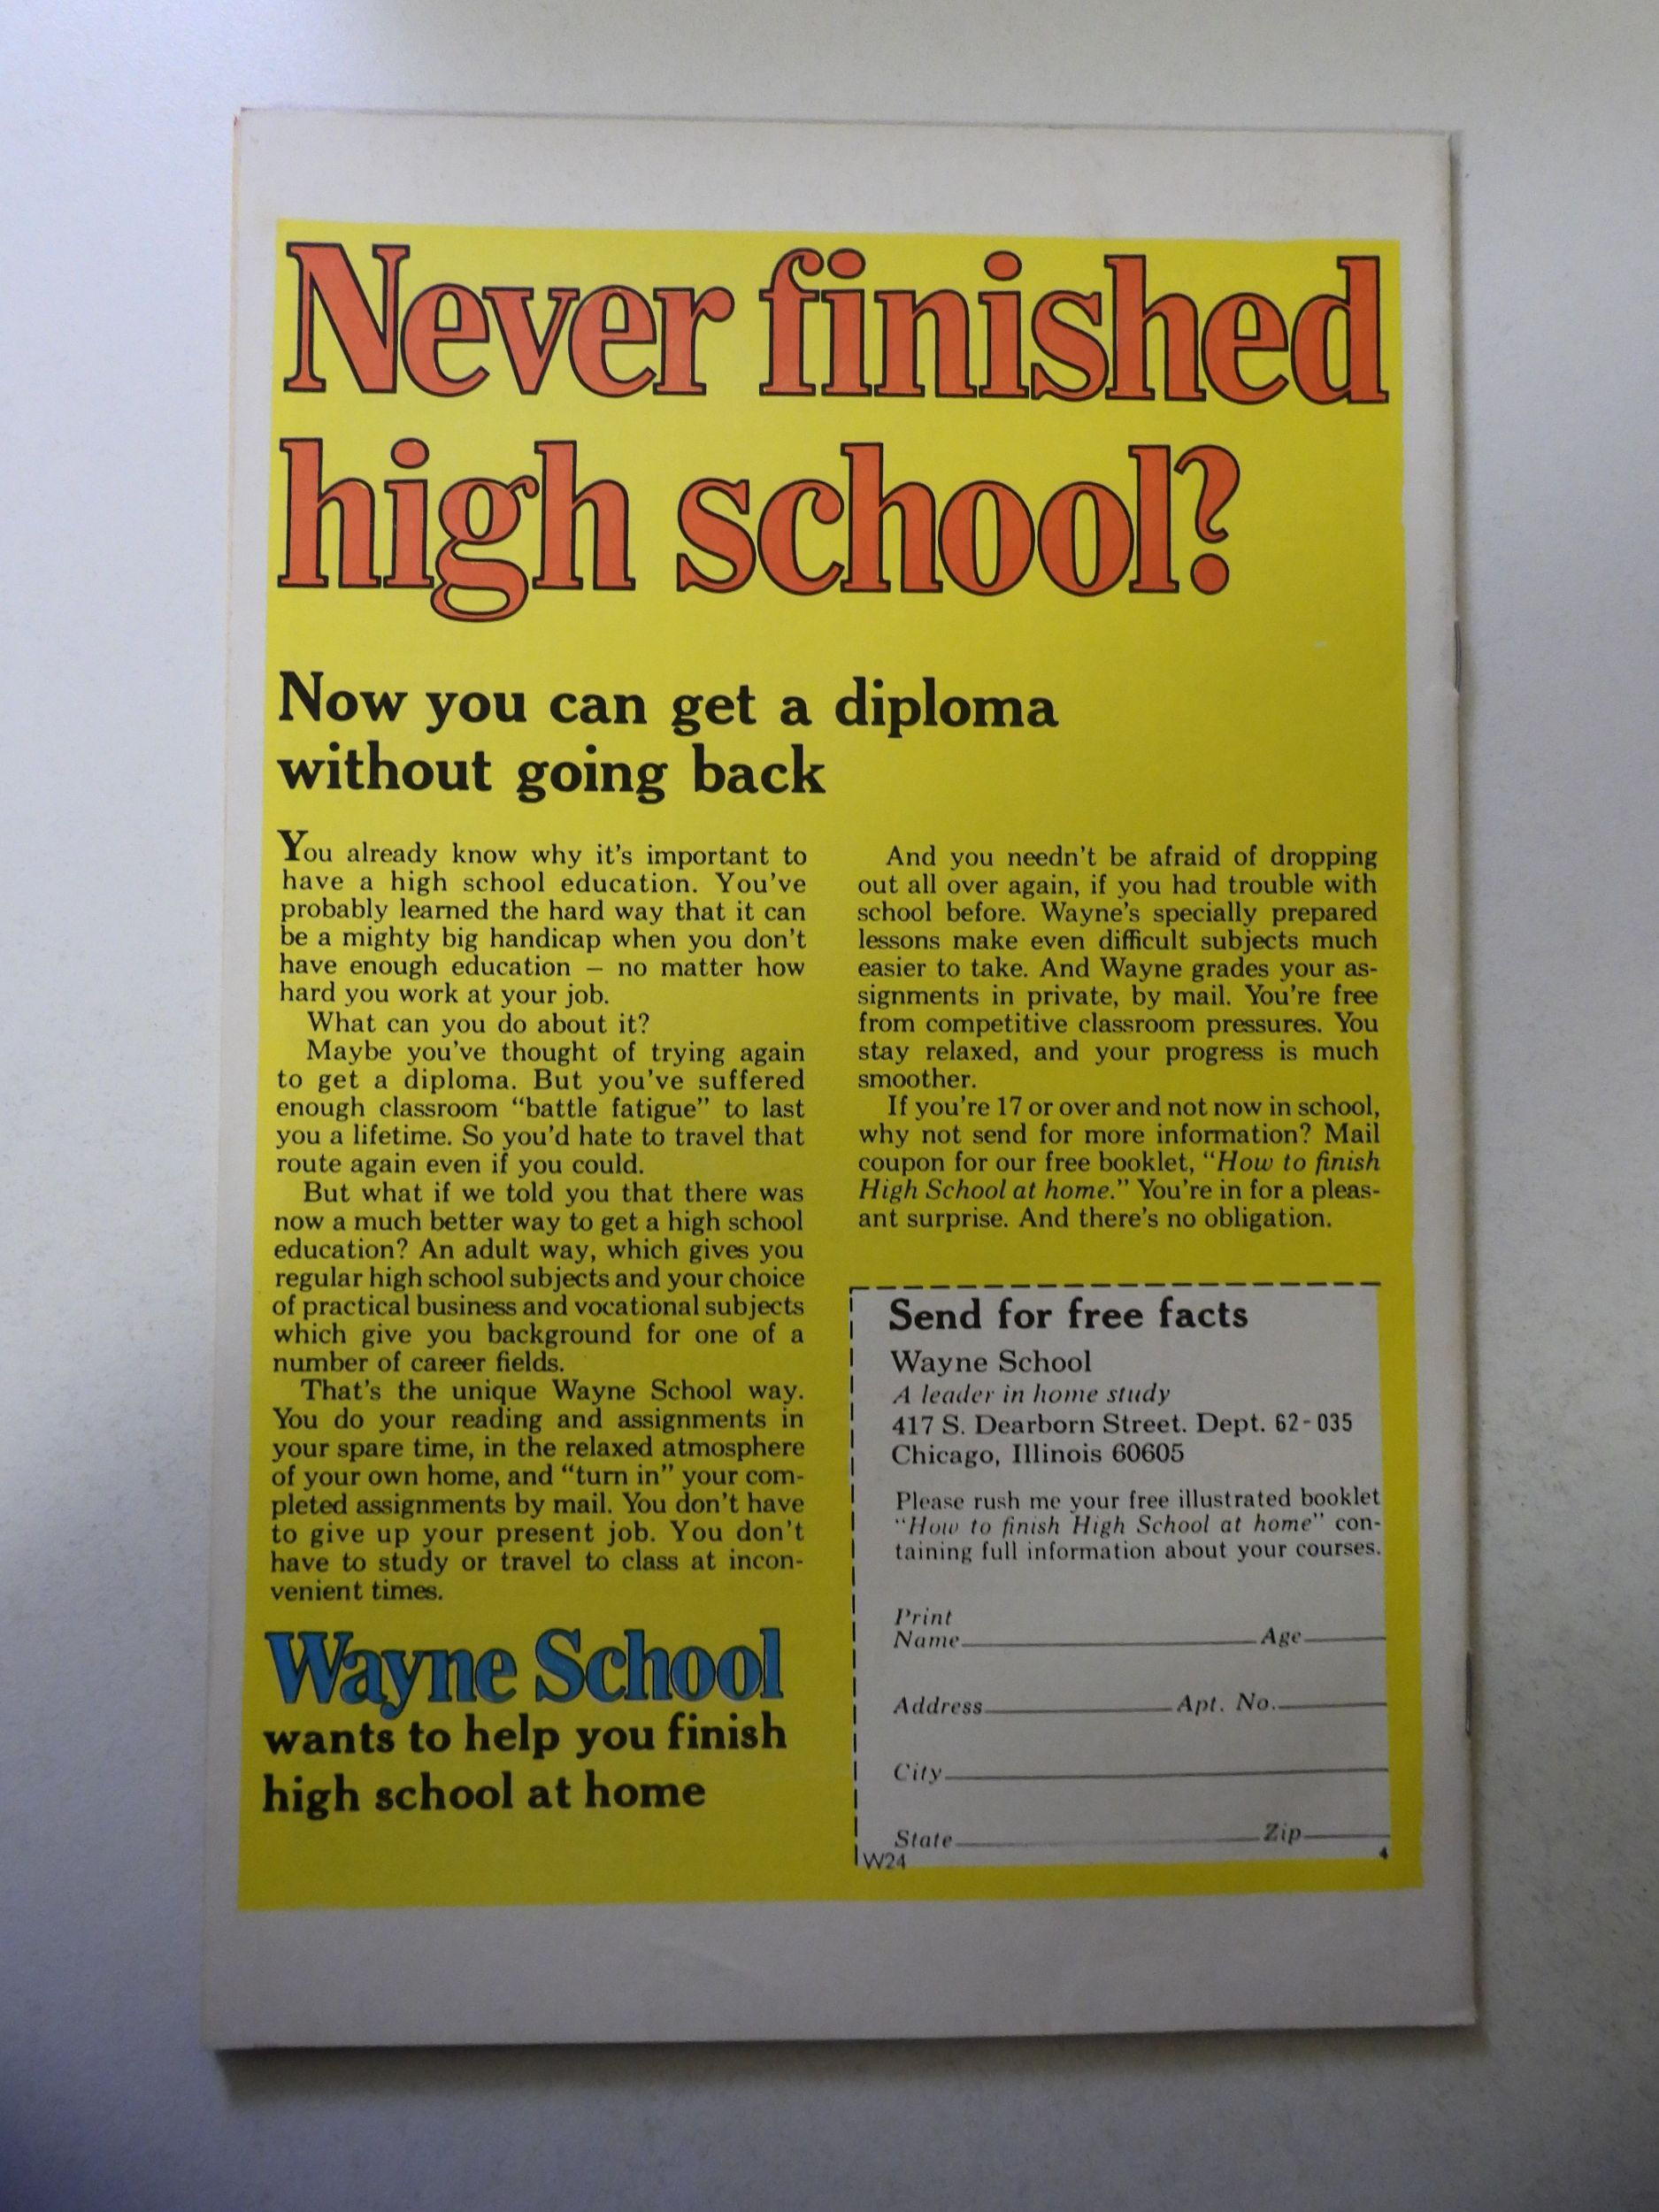 Never finished
high school?
Now you can get a diploma
without going back
You already know why it's important to
have a high school education. You've
probably learned the hard way that it can
be a mighty big handicap when you don't
have enough education – no matter how
hard you work at your job.
What can you do about it?
Maybe you've thought of trying again
to get a diploma. But you've suffered
enough classroom “battle fatigue” to last
you a lifetime. So you'd hate to travel that
route again even if you could.
But what if we told you that there was
now a much better way to get a high school
education? An adult way, which gives you
regular high school subjects and your choice
of practical business and vocational subjects
which give you background for one of a
number of career fields.
That's the unique Wayne School way.
You do your reading and assignments in
your spare time, in the relaxed atmosphere
of your own home, and “turn in” your com-
pleted assignments by mail. You don't have
to give up your present job. You don't
have to study or travel to class at incon-
venient times.
Wayne School
wants to help you finish
high school at home
And you needn't be afraid of dropping
out all over again, if you had trouble with
school before. Wayne's specially prepared
lessons make even difficult subjects much
easier to take. And Wayne grades your as-
signments in private, by mail. You're free
from competitive classroom pressures. You
stay relaxed, and your progress is much
smoother.
If you're 17 or over and not now in school,
why not send for more information? Mail
coupon for our free booklet, “How to finish
High School at home.” You're in for a pleas-
ant surprise. And there's no obligation.
Send for free facts
Wayne School
A leader in home study
417 S. Dearborn Street. Dept. 62-035
Chicago, Illinois 60605
Please rush me your free illustrated booklet
“How to finish High School at home” con-
taining full information about your courses.
Print
Name Age
Address Apt. No.
City
State Zip
W24 4